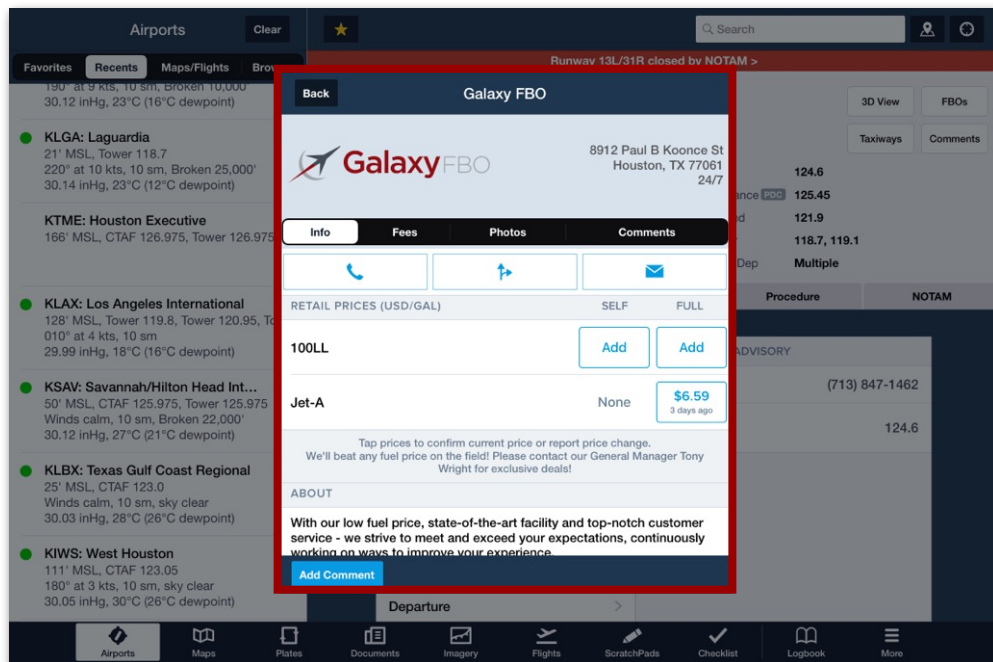 Airports
Clear
Search
Favorites Recents Maps/Flights
Runway 13L/31R closed by NOTAM >
190° at 9 kts, 10 sm, Broken 10,000'
30.12 inHg, 23°C (16°C dewpoint)
KLGA: Laguardia
21' MSL, Tower 118.7
220° at 10 kts, 10 sm, Broken 25,000'
30.14 inHg, 23°C (12°C dewpoint)
KTME: Houston Executive
166' MSL, CTAF 126.975, Tower 126.975
KLAX: Los Angeles International
128' MSL, Tower 119.8, Tower 120.95,
010° at 4 kts, 10 sm
29.99 inHg, 18°C (16°C dewpoint)
KSAV: Savannah/Hilton Head Int...
50' MSL, CTAF 125.975, Tower 125.975
Winds calm, 10 sm, Broken 22,000'
30.12 inHg, 27°C (21°C dewpoint)
KLBX: Texas Gulf Coast Regional
25' MSL, CTAF 123.0
Winds calm, 10 sm, sky clear
30.03 inHg, 28°C (26°C dewpoint)
KIWS: West Houston
111' MSL, CTAF 123.05
180° at 3 kts, 10 sm, sky clear
30.05 inHg, 30°C (26°C dewpoint)
Back
Galaxy FBO
Galaxy FBO
8912 Paul B Koonce St
Houston, TX 77061
24/7
Info Fees Photos Comments
RETAIL PRICES (USD/GAL) SELF FULL
100LL Add Add
Jet-A None $6.59
3 days ago
Tap prices to confirm current price or report price change.
We'll beat any fuel price on the field! Please contact our General Manager Tony
Wright for exclusive deals!
ABOUT
With our low fuel price, state-of-the-art facility and top-notch customer
service - we strive to meet and exceed your expectations, continuously
working on ways to improve your experience.
Add Comment
3D View FBOs
Taxiways Comments
124.6
PDC 125.45
121.9
118.7, 119.1
Dep Multiple
Procedure NOTAM
ADVISORY
(713) 847-1462
124.6
Departure >
Airports Maps Plates Documents Imagery Flights ScratchPads Checklist Logbook More